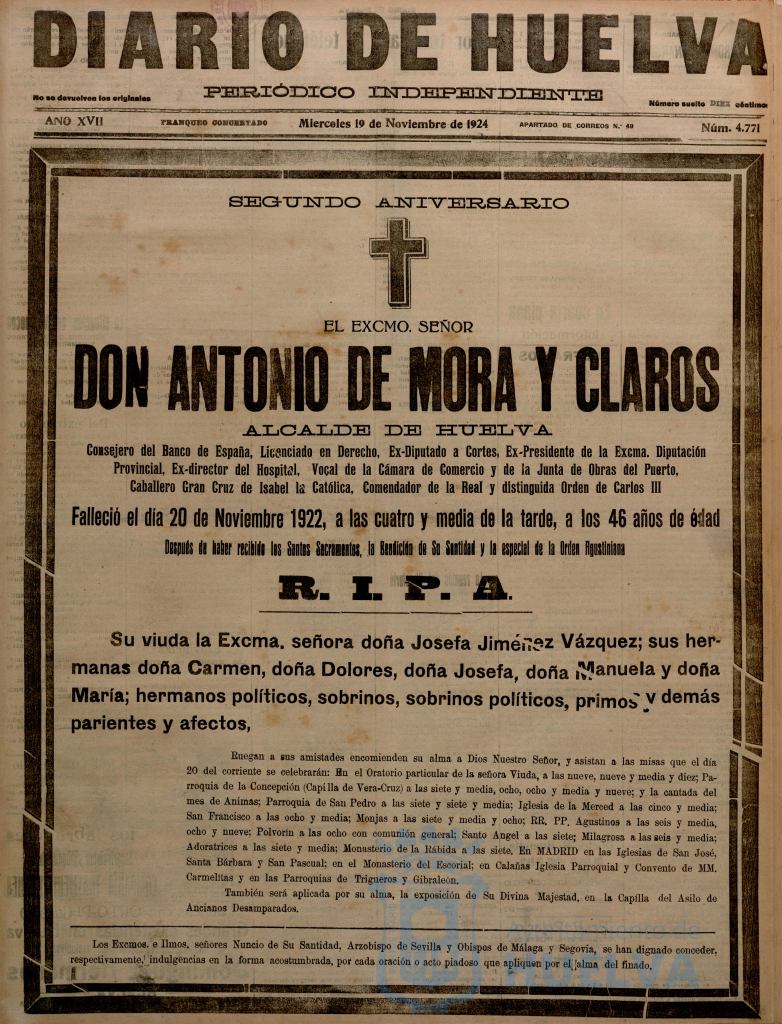 DIARIO DE HUELVA
No se devuelven los originales
PERIÓDICO INDEPENDIENTE
Número suelto DIEZ céntimos
AÑO XVII
FRANQUEO CONCERTADO
Miercoles 19 de Noviembre de 1924
APARTADO DE CORREOS N.º 49
Núm. 4.771
SEGUNDO ANIVERSARIO
EL EXCMO. SEÑOR
DON ANTONIO DE MORA Y CLAROS
ALCALDE DE HUELVA
Consejero del Banco de España, Licenciado en Derecho, Ex-Diputado a Cortes, Ex-Presidente de la Excma. Diputación
Provincial, Ex-director del Hospital, Voçal de la Cámara de Comercio y de la Junta de Obras del Puerto,
Caballero Gran Cruz de Isabel la Católica, Comendador de la Real y distinguida Orden de Carlos III
Falleció el día 20 de Noviembre 1922, a las cuatro y media de la tarde, a los 46 años de édad
Después de haber recibido los Santos Sacramentos, la Bendición de Su Santidad y la especial de la Orden Agustiniana
R. I. P. A.
Su viuda la Excma. señora doña Josefa Jiménez Vázquez; sus her-
manas doña Carmen, doña Dolores, doña Josefa, doña Manuela y doña
María; hermanos políticos, sobrinos, sobrinos políticos, primos y demás
parientes y afectos,
Ruegan a sus amistades encomienden su alma a Dios Nuestro Señor, y asistan a las misas que el día
20 del corriente se celebrarán: En el Oratorio particular de la señora Viuda, a las nueve, nueve y media y diez; Pa-
rroquia de la Concepción (Capilla de Vera-Cruz) a las siete y media, ocho, ocho y media y nueve; y la cantada del
mes de Animas; Parroquia de San Pedro a las siete y siete y media; Iglesia de la Merced a las cinco y media;
San Francisco a las ocho y media; Monjas a las siete y media y ocho; RR. PP. Agustinos a las seis y media,
ocho y nueve; Polvorín a las ocho con comunión general; Santo Angel a las siete; Milagrosa a las seis y media;
Adoratrices a las siete y media; Monasterio de la Rábida a las siete. En MADRID en las Iglesias de San José,
Santa Bárbara y San Pascual; en el Monasterio del Escorial; en Calañas Iglesia Parroquial y Convento de MM.
Carmelitas y en las Parroquias de Trigueros y Gibraleón.
También será aplicada por su alma, la exposición de Su Divina Majestad, en la Capilla del Asilo de
Ancianos Desamparados.
Los Excmos. e Ilmos. señores Nuncio de Su Santidad, Arzobispo de Sevilla y Obispos de Málaga y Segovia, se han dignado conceder,
respectivamente, indulgencias en la forma acostumbrada, por cada oración o acto piadoso que apliquen por el alma del finado.
HUELVA